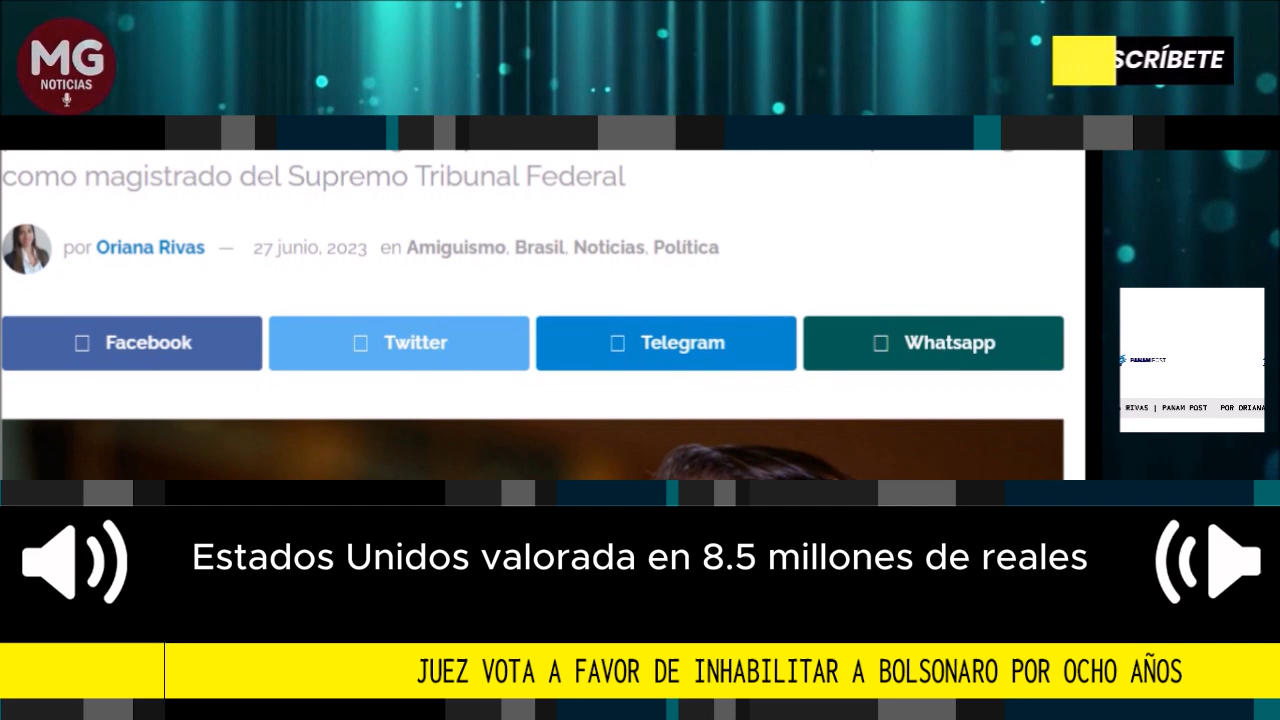 MG
NOTICIAS
SCRÍBETE
como magistrado del Supremo Tribunal Federal
por Oriana Rivas — 27 junio, 2023 en Amiguismo, Brasil, Noticias, Política
Facebook
Twitter
Telegram
Whatsapp
PANAMPOST
RIVAS | PANAM POST POR ORIANA
Estados Unidos valorada en 8.5 millones de reales
JUEZ VOTA A FAVOR DE INHABILITAR A BOLSONARO POR OCHO AÑOS